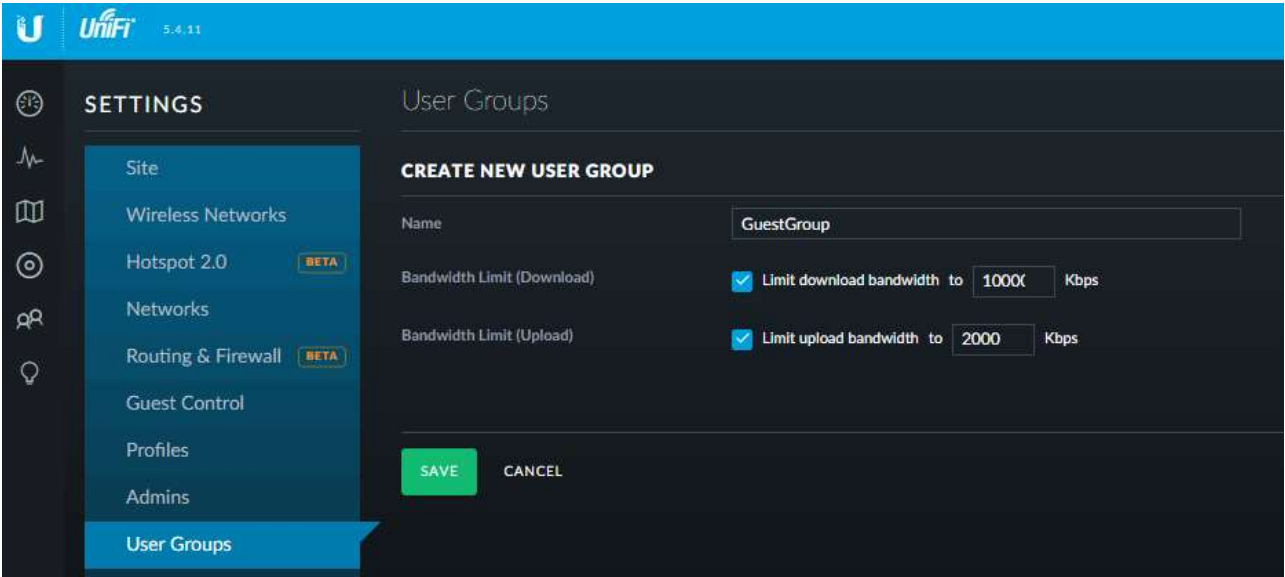 UniFi 5.4.11
SETTINGS
Site
Wireless Networks
Hotspot 2.0 BETA
Networks
Routing & Firewall BETA
Guest Control
Profiles
Admins
User Groups
User Groups
CREATE NEW USER GROUP
Name GuestGroup
Bandwidth Limit (Download) Limit download bandwidth to 1000( Kbps
Bandwidth Limit (Upload) Limit upload bandwidth to 2000 Kbps
SAVE CANCEL